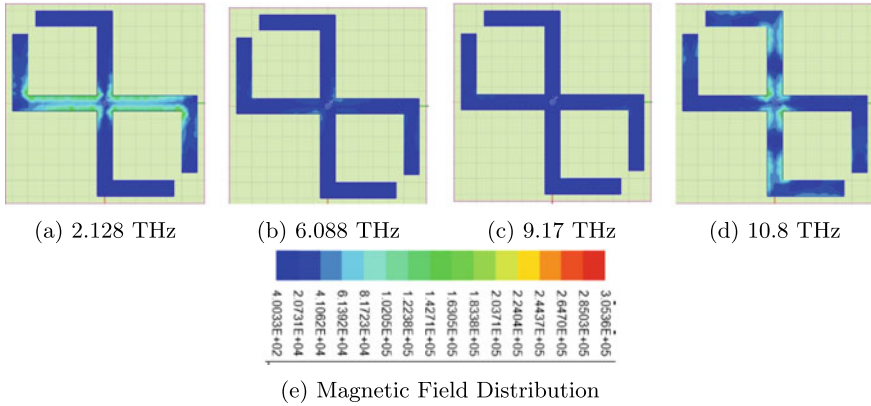 (a) 2.128 THz (b) 6.088 THz (c) 9.17 THz (d) 10.8 THz
4.0033E+02
2.0731E+04
4.1062E+04
6.1392E+04
8.1723E+04
1.0205E+05
1.2238E+05
1.4271E+05
1.6305E+05
1.8338E+05
2.0371E+05
2.2404E+05
2.4437E+05
2.6470E+05
2.8503E+05
3.0536E+05
(e) Magnetic Field Distribution